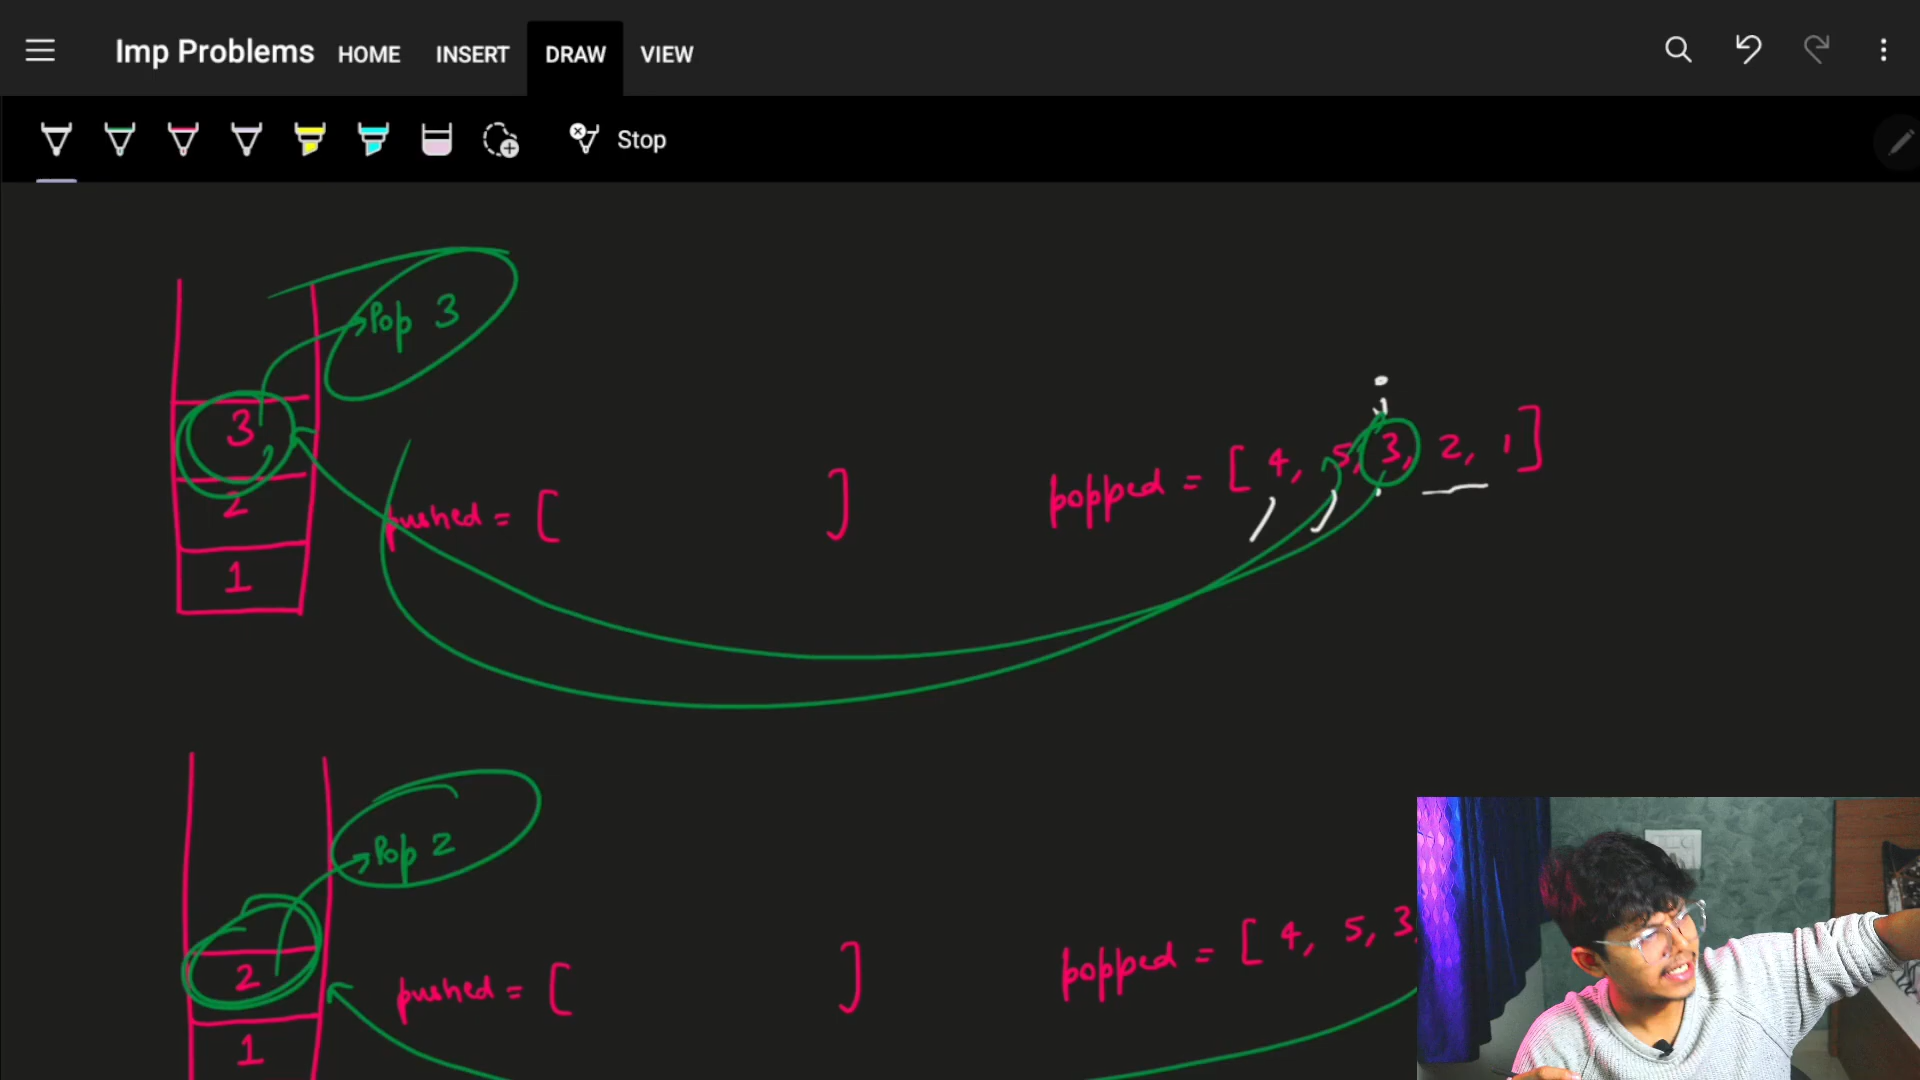 Imp Problems HOME INSERT DRAW VIEW
Stop
Pop 3
3
2
1
pushed = [ ]
popped = [ 4, 5, 3, 2, 1 ]
Pop 2
2
1
pushed = [ ]
popped = [ 4, 5, 3,